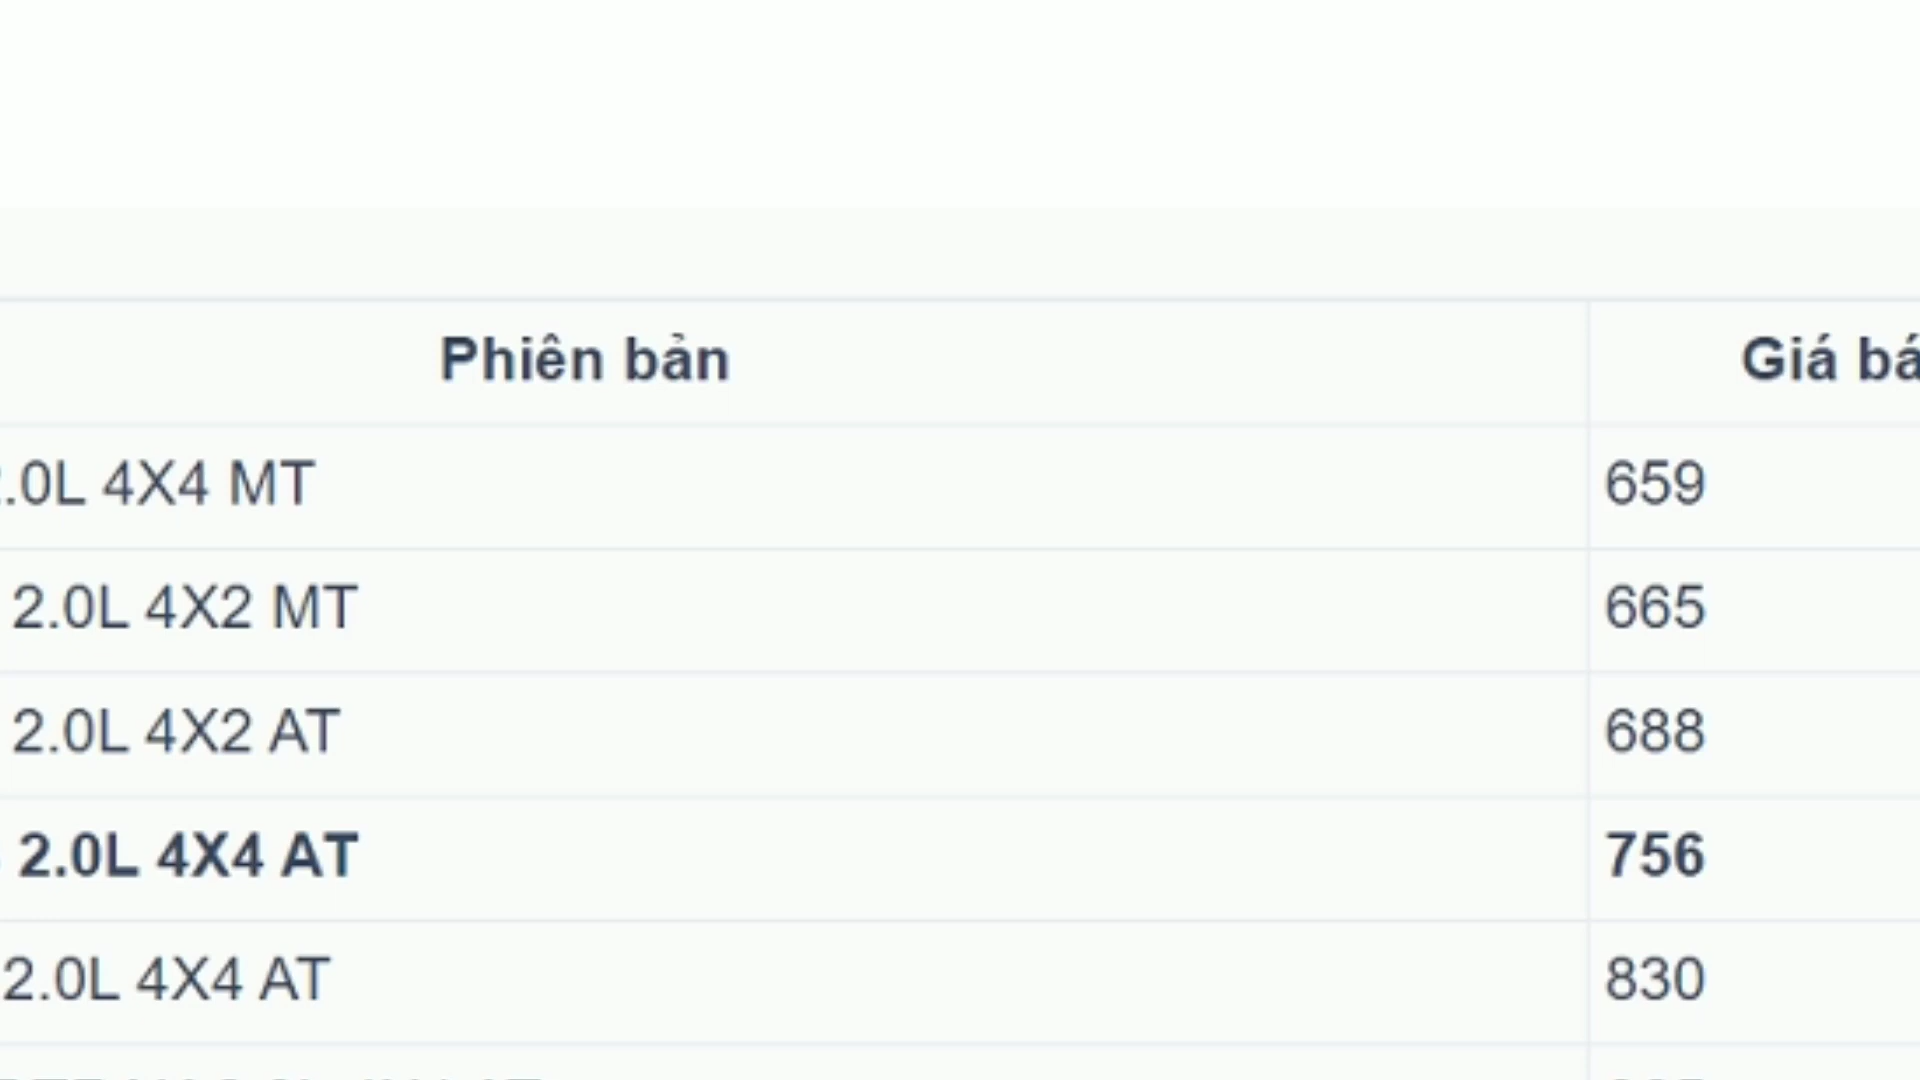 Phiên bản Giá bá
.0L 4X4 MT 659
2.0L 4X2 MT 665
2.0L 4X2 AT 688
2.0L 4X4 AT 756
2.0L 4X4 AT 830